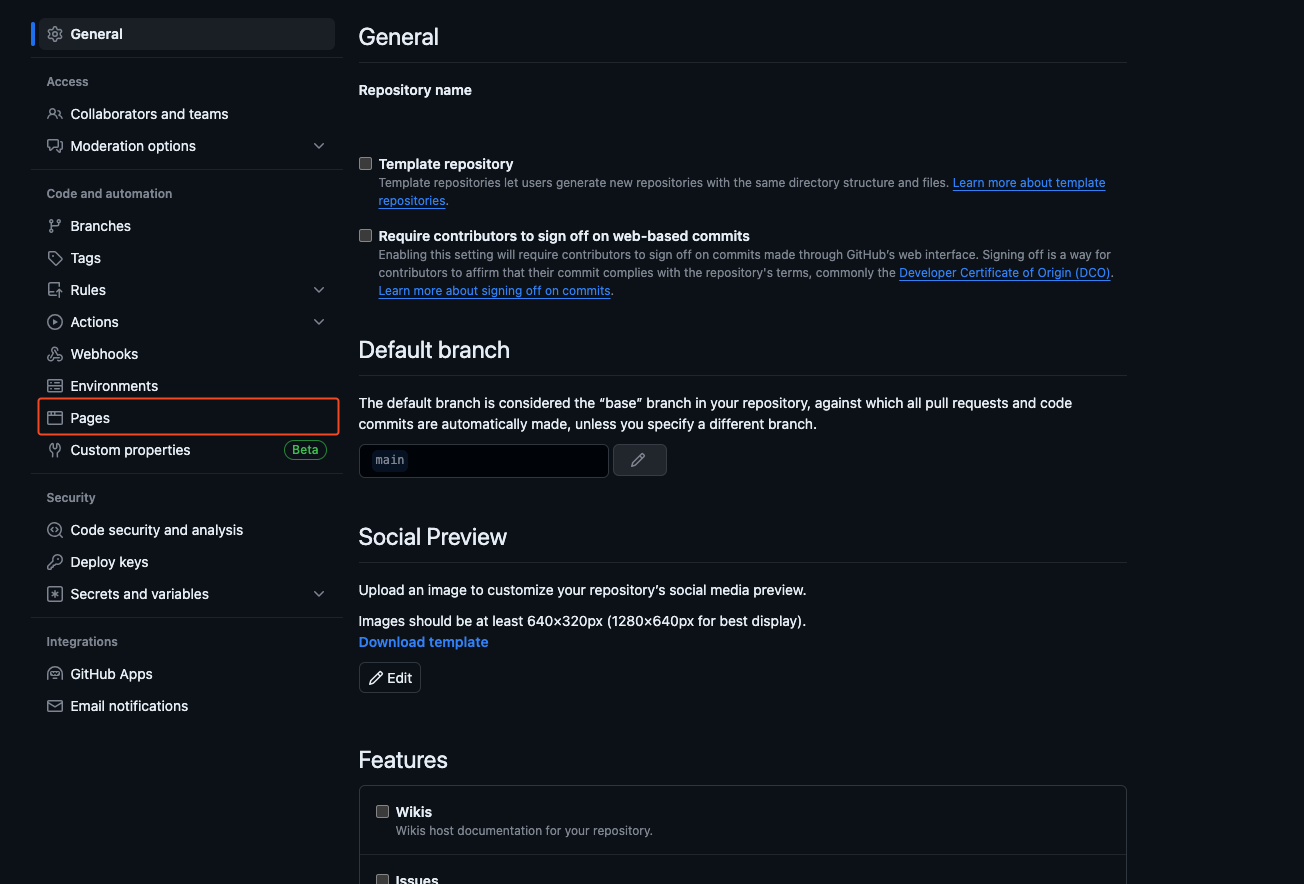 General
Access
Collaborators and teams
Moderation options
Code and automation
Branches
Tags
Rules
Actions
Webhooks
Environments
Pages
Custom properties
Beta
Security
Code security and analysis
Deploy keys
Secrets and variables
Integrations
GitHub Apps
Email notifications
General
Repository name
Template repository
Template repositories let users generate new repositories with the same directory structure and files. Learn more about template
repositories.
Require contributors to sign off on web-based commits
Enabling this setting will require contributors to sign off on commits made through GitHub's web interface. Signing off is a way for
contributors to affirm that their commit complies with the repository's terms, commonly the Developer Certificate of Origin (DCO).
Learn more about signing off on commits.
Default branch
The default branch is considered the “base” branch in your repository, against which all pull requests and code
commits are automatically made, unless you specify a different branch.
main
Social Preview
Upload an image to customize your repository’s social media preview.
Images should be at least 640×320px (1280×640px for best display).
Download template
Edit
Features
Wikis
Wikis host documentation for your repository.
Issues